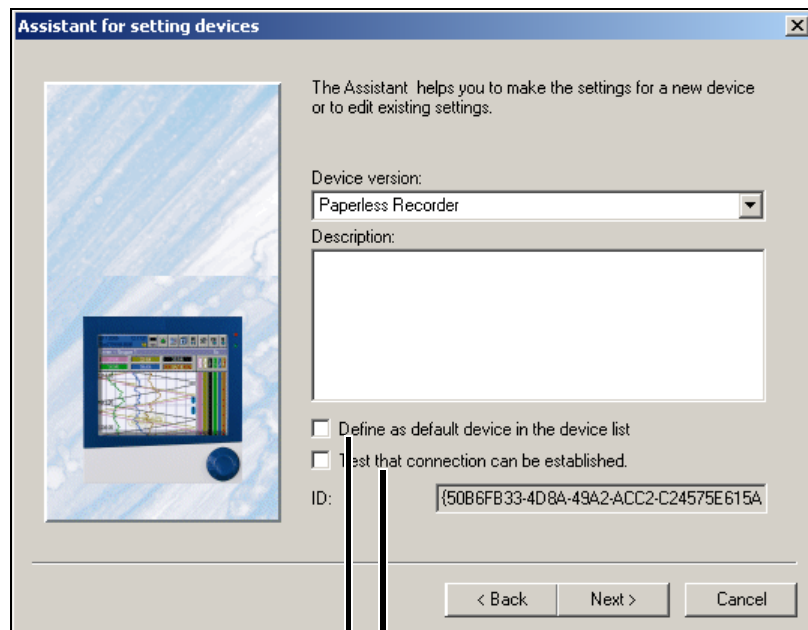 Assistant for setting devices
The Assistant helps you to make the settings for a new device
or to edit existing settings.
Device version:
Paperless Recorder
Description:
Define as default device in the device list
Test that connection can be established.
ID:
{50B6FB33-4D8A-49A2-ACC2-C24575E615A
< Back
Next >
Cancel